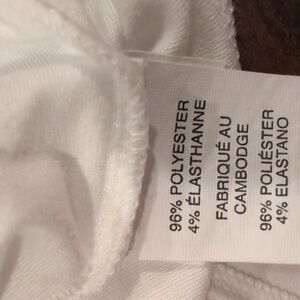 96% POLYESTER
4% ÉLASTHANNE
FABRIQUÉ AU
CAMBODGE
96% POLIÉSTER
4% ELASTANO